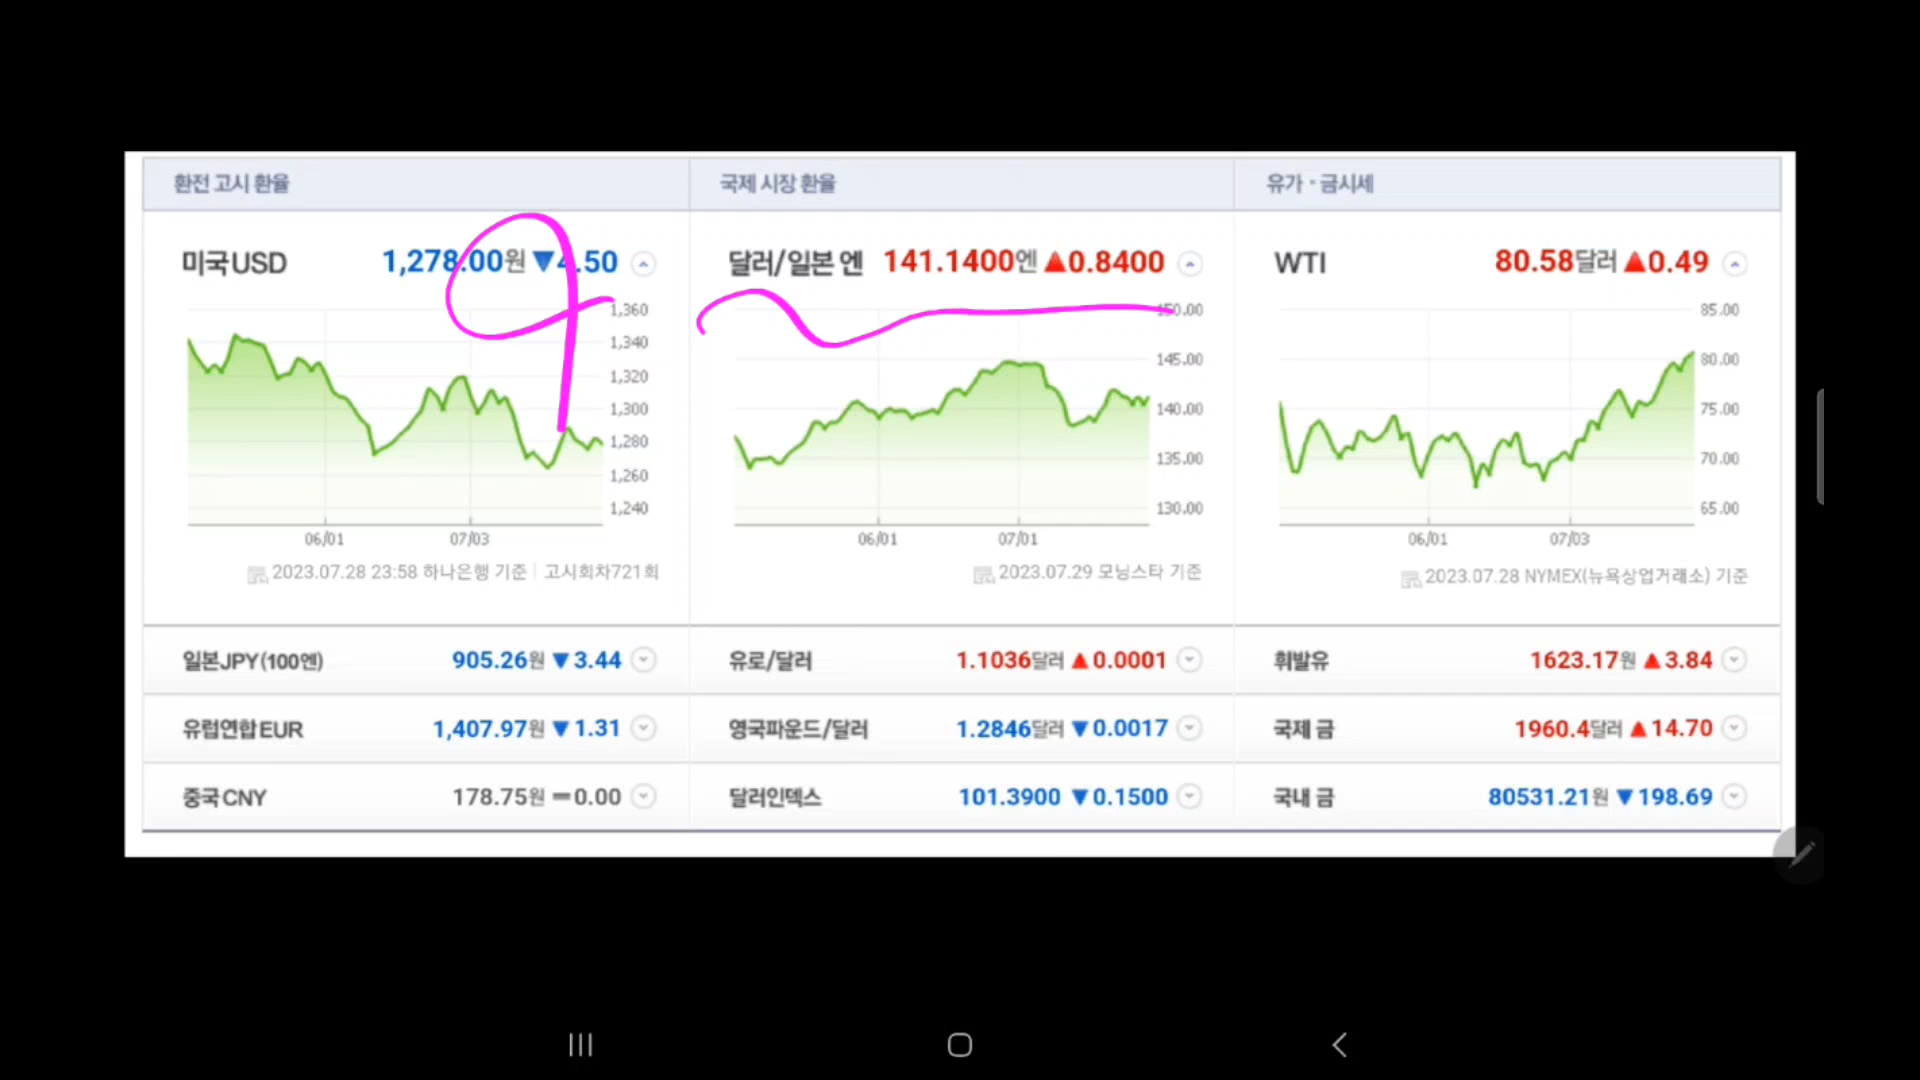 환전 고시 환율
미국 USD 1,278.00원 ▼4.50
1,360
1,340
1,320
1,300
1,280
1,260
1,240
06/01 07/03
2023.07.28 23:58 하나은행 기준 고시회차721회
일본JPY(100엔) 905.26원 ▼3.44
유럽연합 EUR 1,407.97원 ▼1.31
중국 CNY 178.75원 0.00
국제 시장 환율
달러/일본 엔 141.1400엔 ▲0.8400
150.00
145.00
140.00
135.00
130.00
06/01 07/01
2023.07.29 모닝스타 기준
유로/달러 1.1036달러 ▲0.0001
영국파운드/달러 1.2846달러 ▼0.0017
달러인덱스 101.3900 ▼0.1500
유가·금시세
WTI 80.58달러 ▲0.49
85.00
80.00
75.00
70.00
65.00
06/01 07/03
2023.07.28 NYMEX(뉴욕상업거래소) 기준
휘발유 1623.17원 ▲3.84
국제 금 1960.4달러 ▲14.70
국내 금 80531.21원 ▼198.69